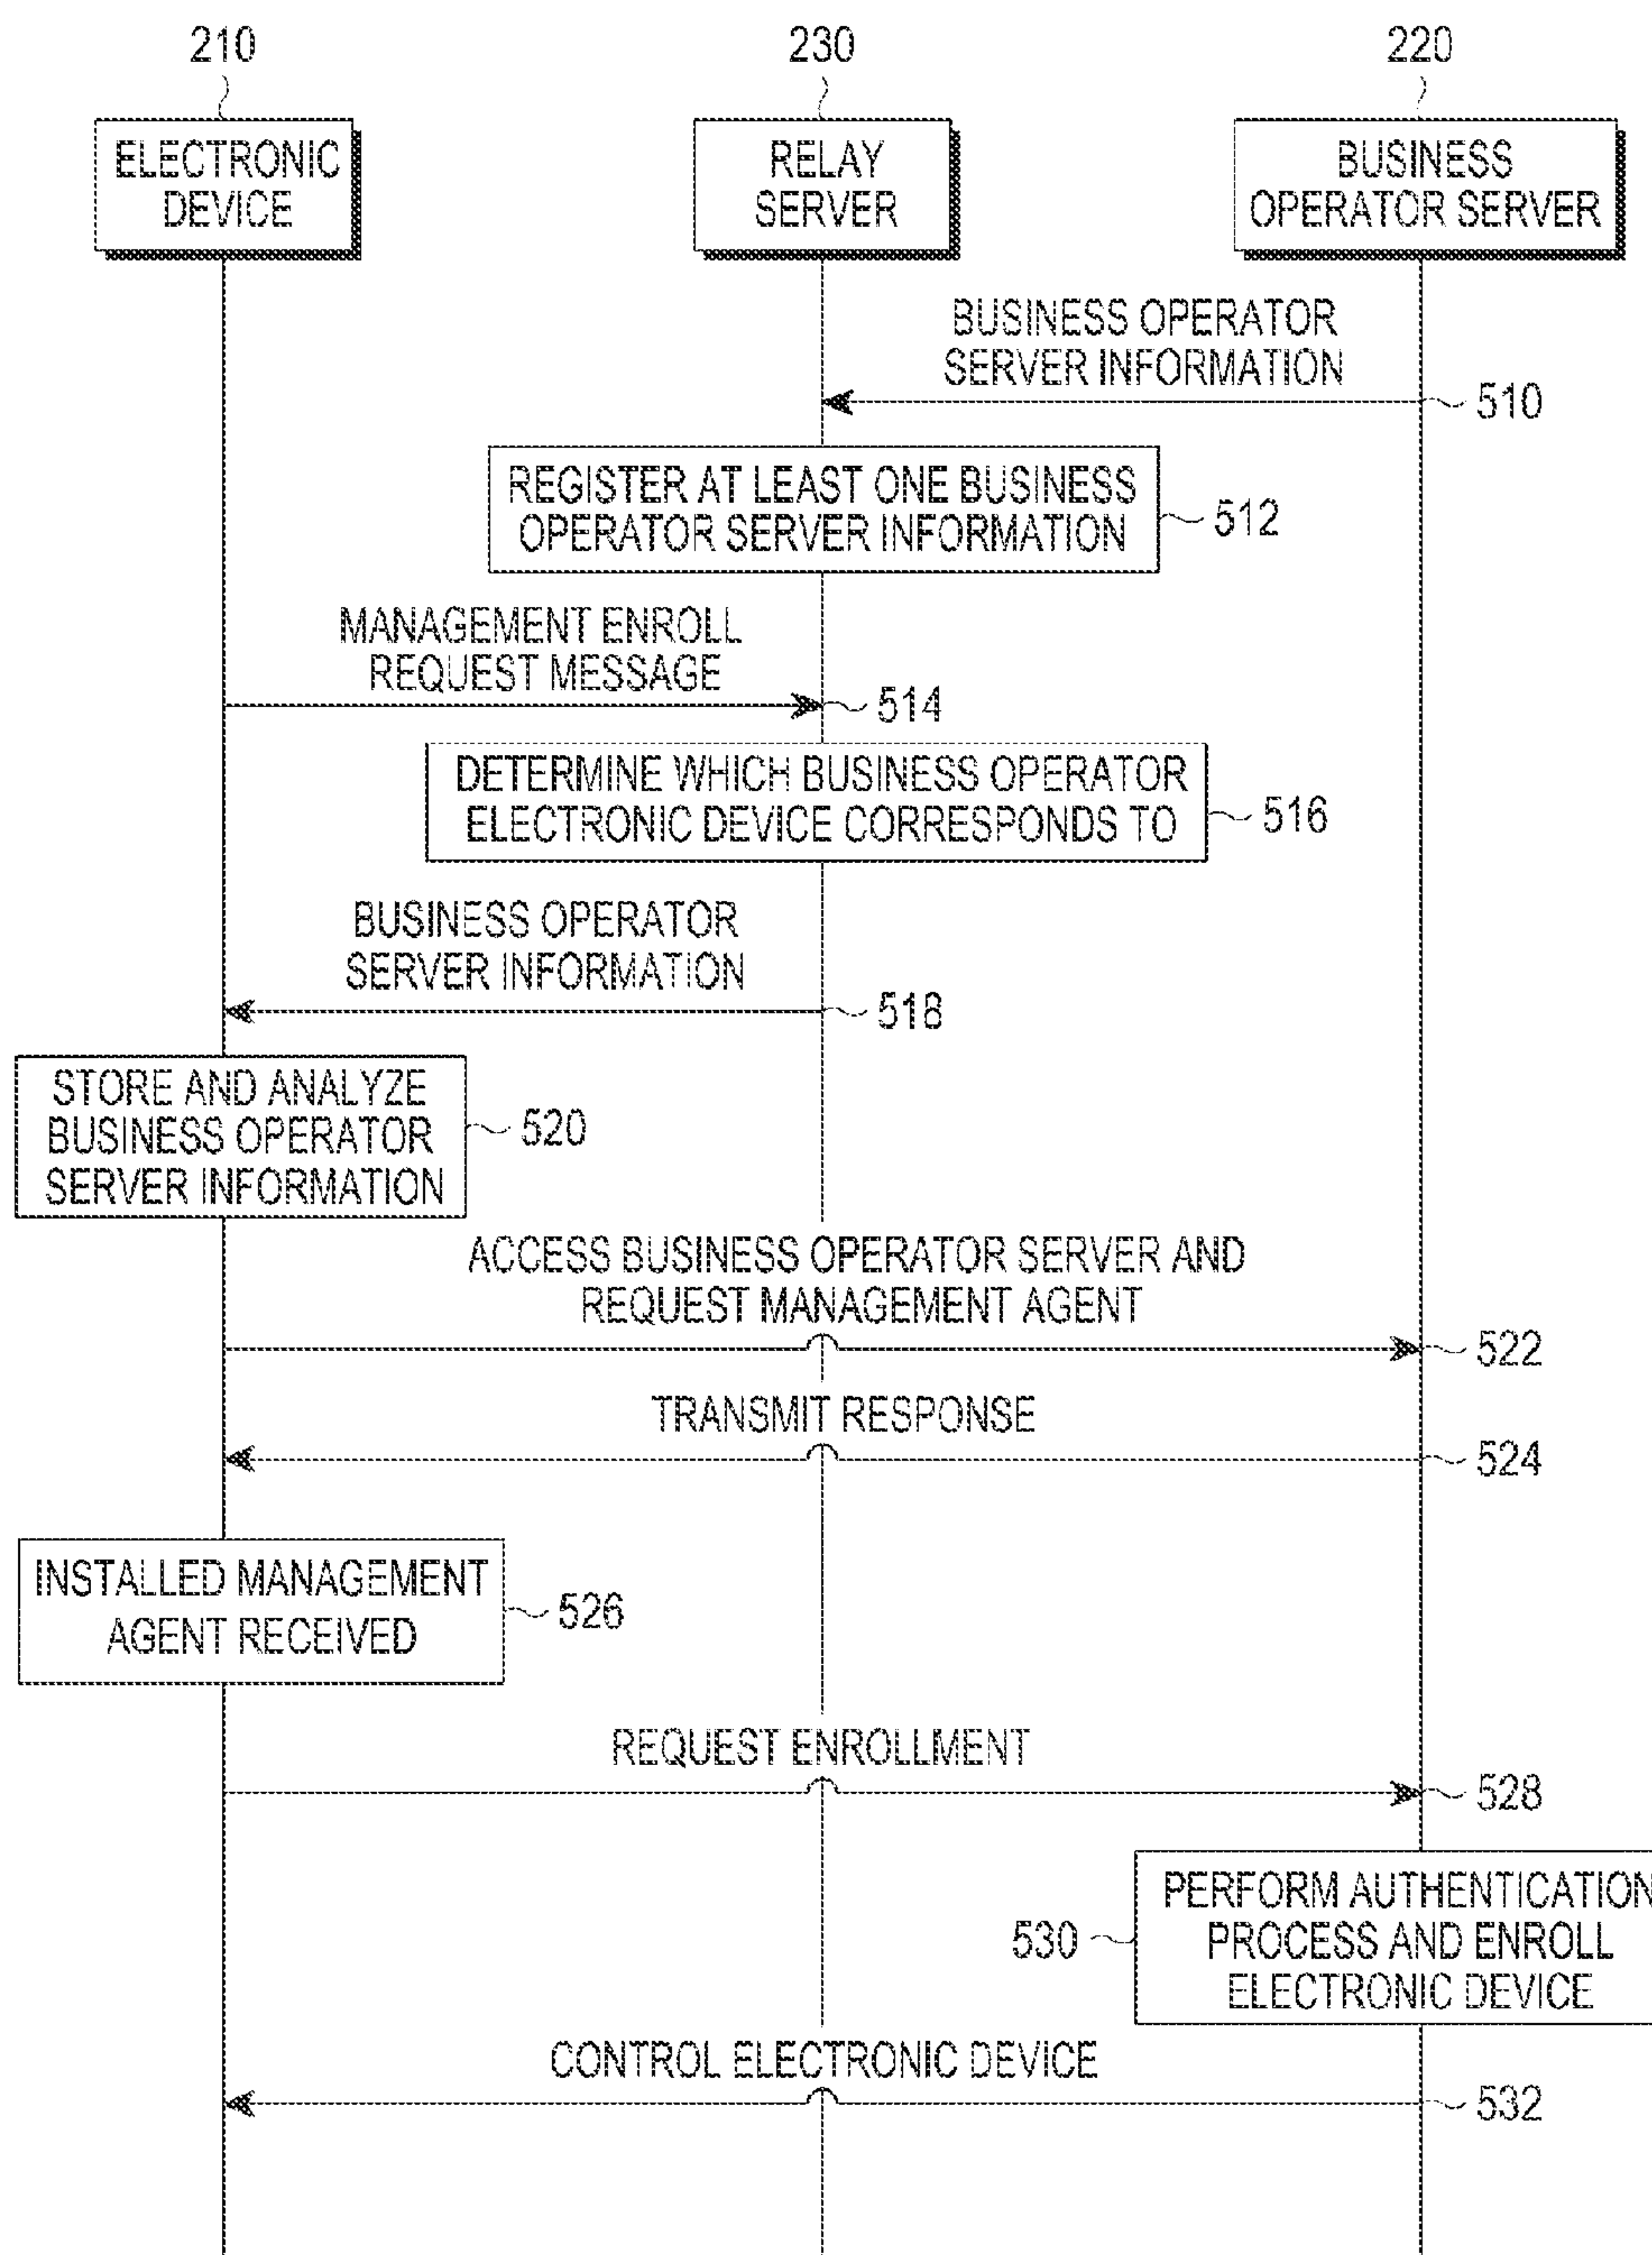 210
230
220
ELECTRONIC
DEVICE
RELAY
SERVER
BUSINESS
OPERATOR SERVER
BUSINESS OPERATOR
SERVER INFORMATION
510
REGISTER AT LEAST ONE BUSINESS
OPERATOR SERVER INFORMATION
512
MANAGEMENT ENROLL
REQUEST MESSAGE
514
DETERMINE WHICH BUSINESS OPERATOR
ELECTRONIC DEVICE CORRESPONDS TO
516
BUSINESS OPERATOR
SERVER INFORMATION
518
STORE AND ANALYZE
BUSINESS OPERATOR
SERVER INFORMATION
520
ACCESS BUSINESS OPERATOR SERVER AND
REQUEST MANAGEMENT AGENT
522
TRANSMIT RESPONSE
524
INSTALLED MANAGEMENT
AGENT RECEIVED
526
REQUEST ENROLLMENT
528
PERFORM AUTHENTICATION
PROCESS AND ENROLL
ELECTRONIC DEVICE
530
CONTROL ELECTRONIC DEVICE
532